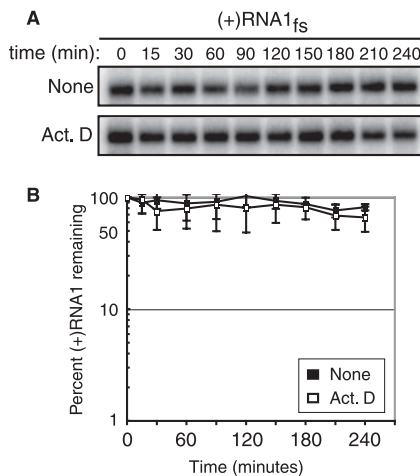 A
(+)RNA1fs
time (min): 0 15 30 60 90 120 150 180 210 240
None
Act. D
B
Percent (+)RNA1 remaining
100
50
10
1
None
Act. D
0 60 120 180 240
Time (minutes)